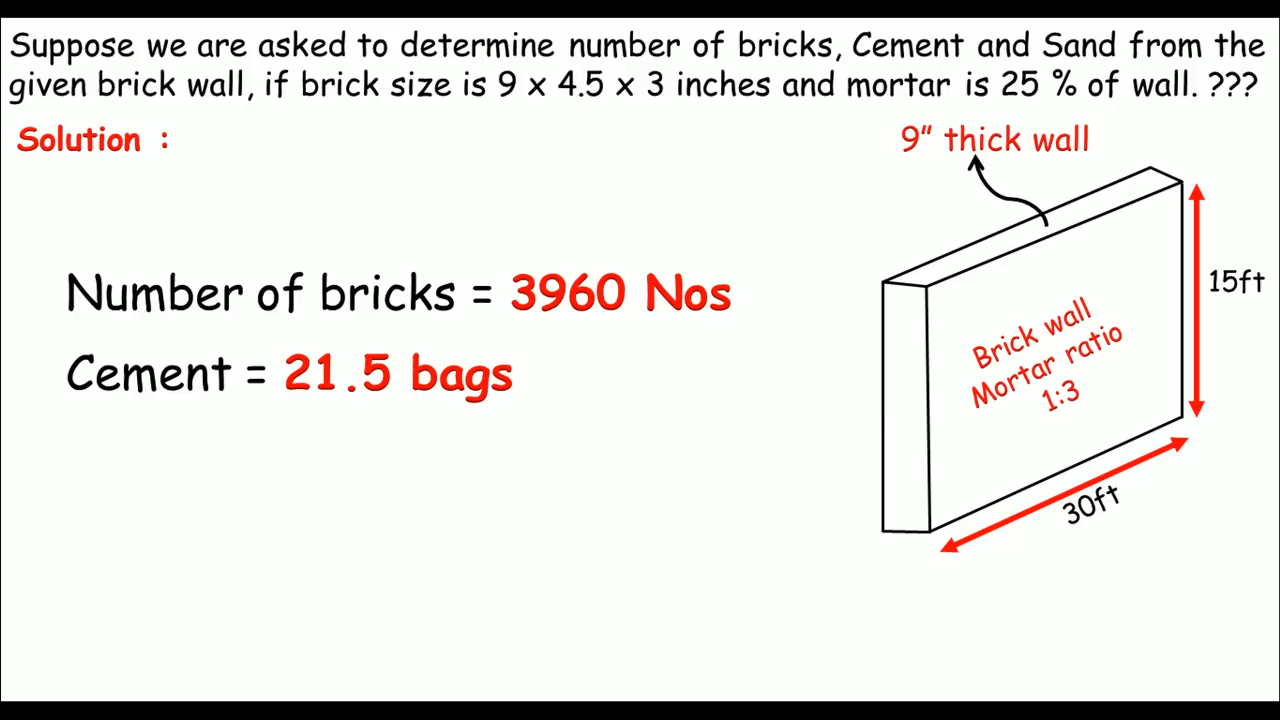 Suppose we are asked to determine number of bricks, Cement and Sand from the
given brick wall, if brick size is 9 x 4.5 x 3 inches and mortar is 25 % of wall. ???
Solution :
9” thick wall
Number of bricks = 3960 Nos
Cement = 21.5 bags
15ft
Brick wall
Mortar ratio
1:3
30ft